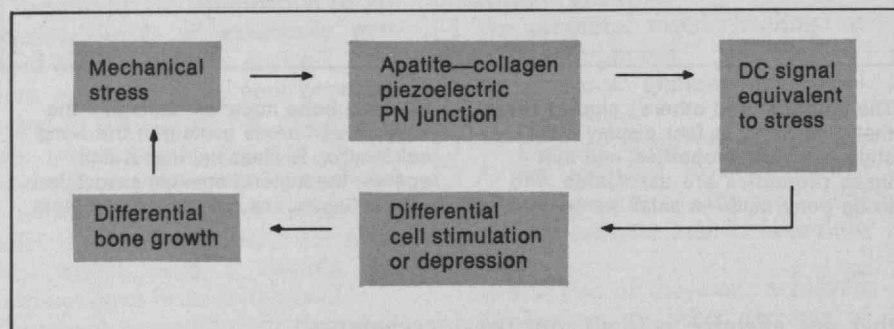 Mechanical
stress
Apatite—collagen
piezoelectric
PN junction
DC signal
equivalent
to stress
Differential
cell stimulation
or depression
Differential
bone growth